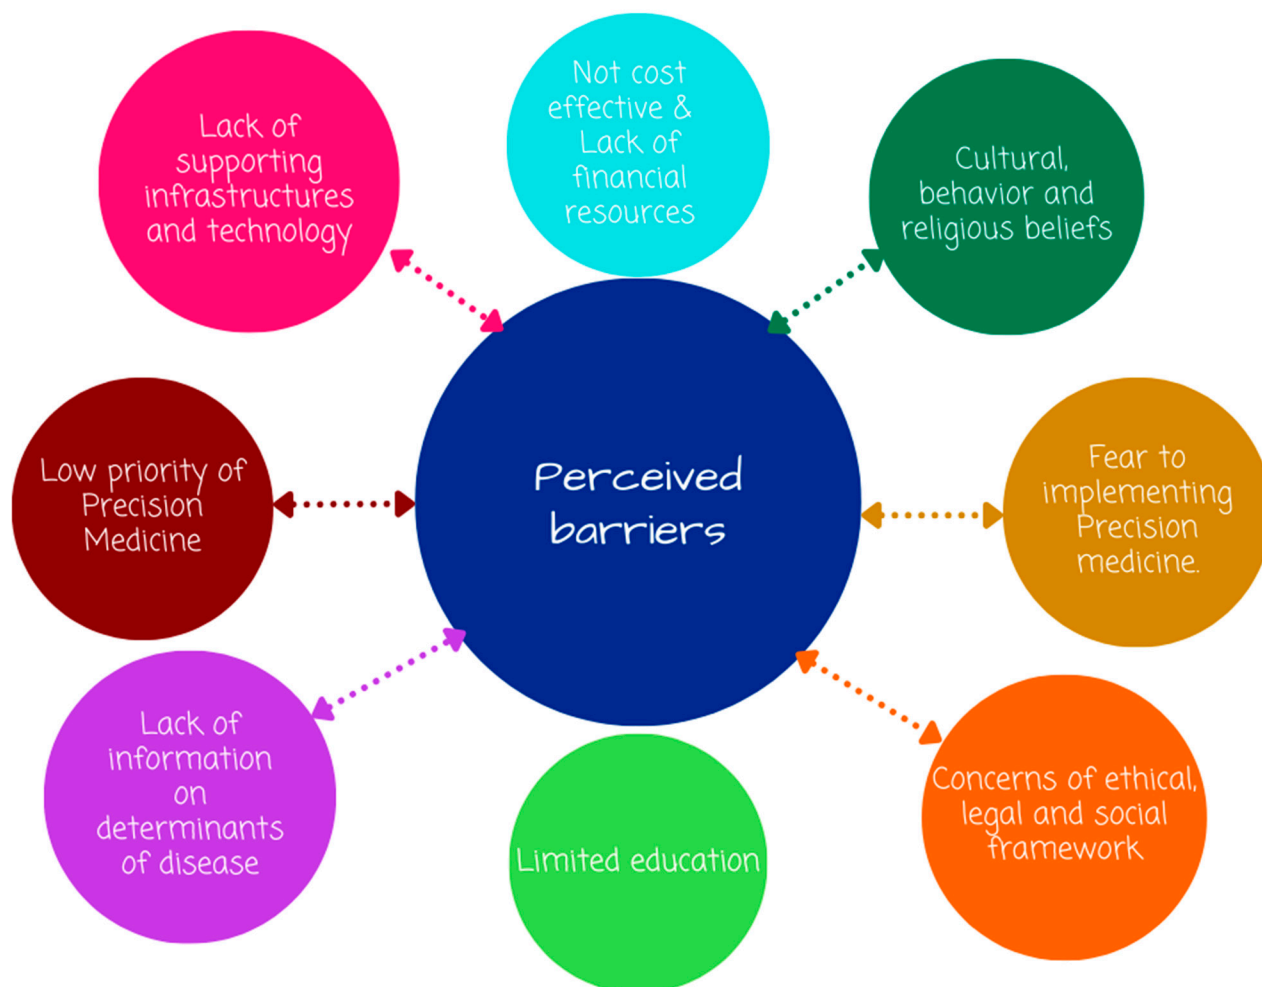 Not cost
effective &
Lack of
financial
resources
Lack of
supporting
infrastructures
and technology
Cultural,
behavior and
religious beliefs
Low priority of
Precision
Medicine
Perceived
barriers
Fear to
implementing
Precision
medicine.
Lack of
information
on
determinants
of disease
Limited education
Concerns of ethical,
legal and social
framework